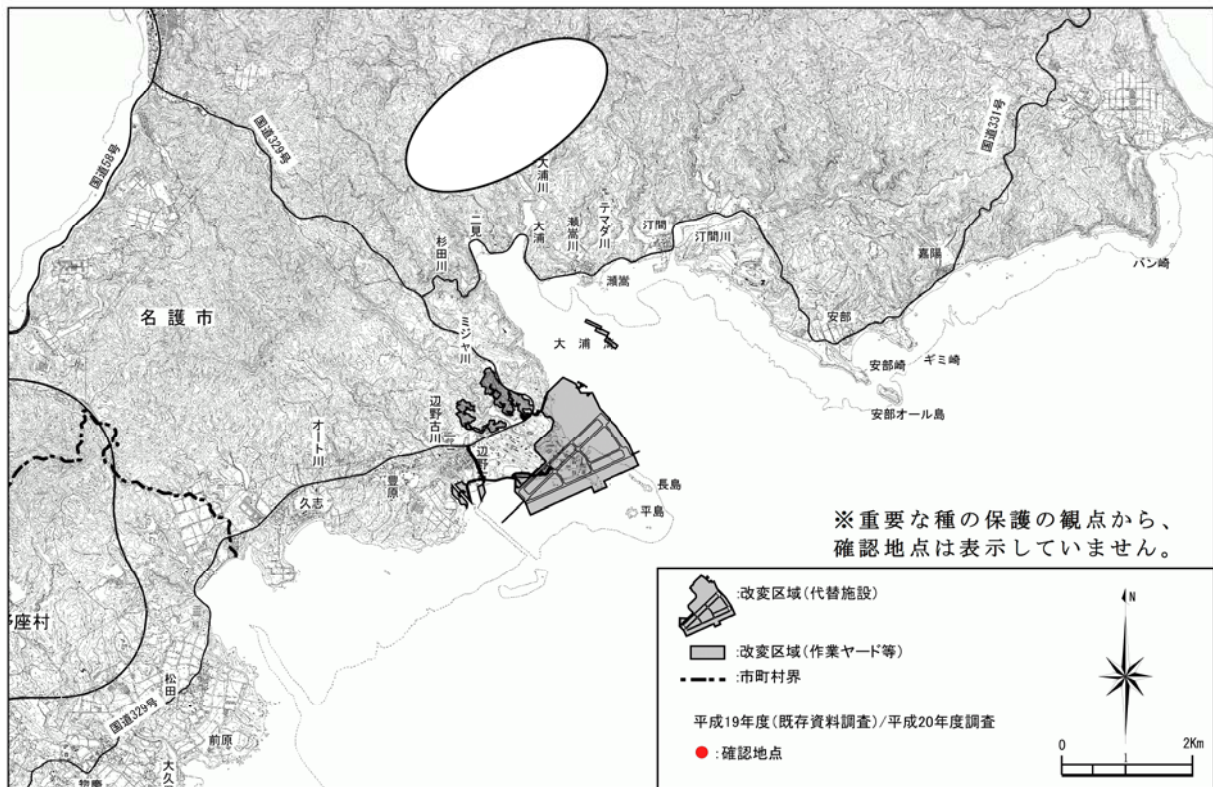 国道58号
国道329号
国道331号
大浦川
二見
大浦
瀬嵩川
テマダ川
汀間
汀間川
杉田川
瀬嵩
嘉陽
バン崎
名護市
ミジャ川
大浦
安部
安部崎
ギミ崎
安部オール島
辺野古川
オート川
豊原
久志
長島
平島
※重要な種の保護の観点から、
確認地点は表示していません。
座村
松田
国道329号
前原
:改変区域(代替施設)
:改変区域(作業ヤード等)
:市町村界
平成19年度(既存資料調査)/平成20年度調査
:確認地点
N
0 1 2Km